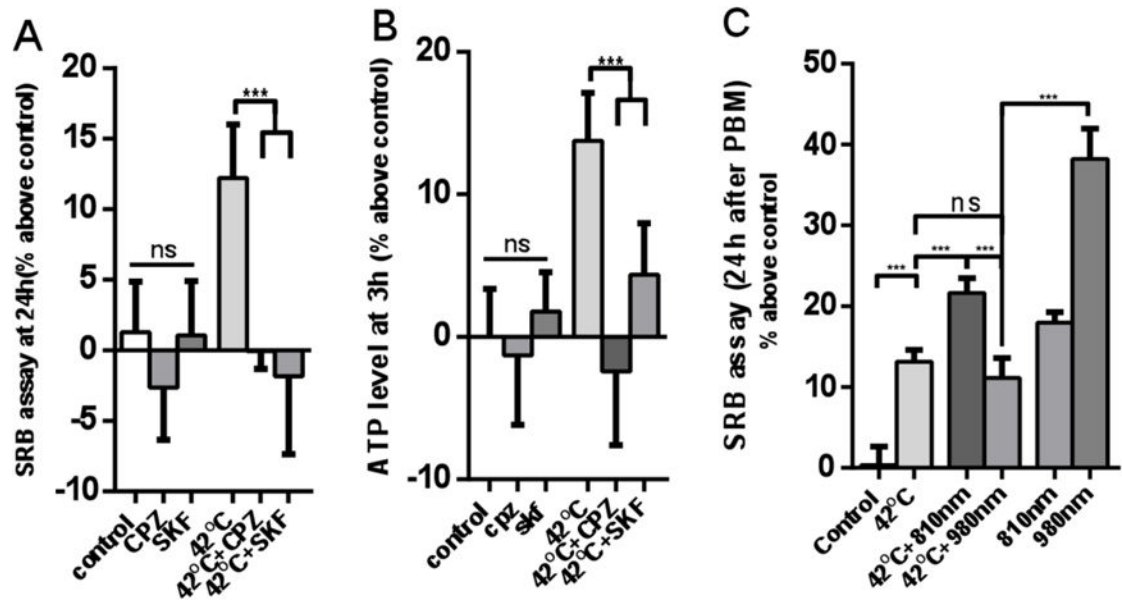 A
SRB assay at 24h(% above control)
20
15
10
5
0
-5
-10
ns
***
control
CPZ
SKF
42°C
42°C+CPZ
42°C+SKF
B
ATP level at 3h (% above control)
20
10
0
-10
ns
***
control
cpz
skf
42°C
42°C+CPZ
42°C+SKF
C
SRB assay (24h after PBM)
% above control
50
40
30
20
10
0
***
ns
*** ***
***
Control
42°C
42°C+810nm
42°C+980nm
810nm
980nm